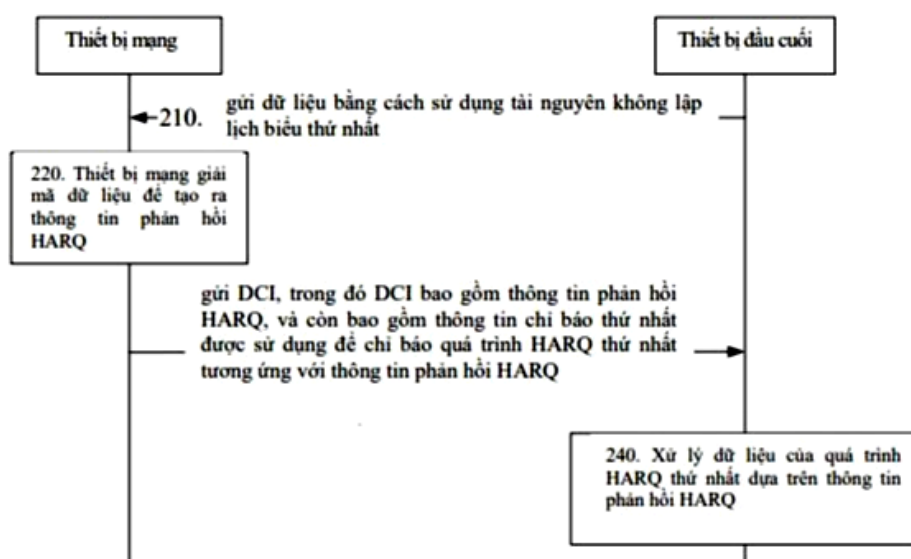 Thiết bị mạng
Thiết bị đầu cuối
210.
gửi dữ liệu bằng cách sử dụng tài nguyên không lập
lịch biểu thứ nhất
220. Thiết bị mạng giải
mã dữ liệu để tạo ra
thông tin phản hồi
HARQ
gửi DCI, trong đó DCI bao gồm thông tin phản hồi
HARQ, và còn bao gồm thông tin chỉ báo thứ nhất
được sử dụng để chỉ báo quá trình HARQ thứ nhất
tương ứng với thông tin phản hồi HARQ
240. Xử lý dữ liệu của quá trình
HARQ thứ nhất dựa trên thông tin
phản hồi HARQ